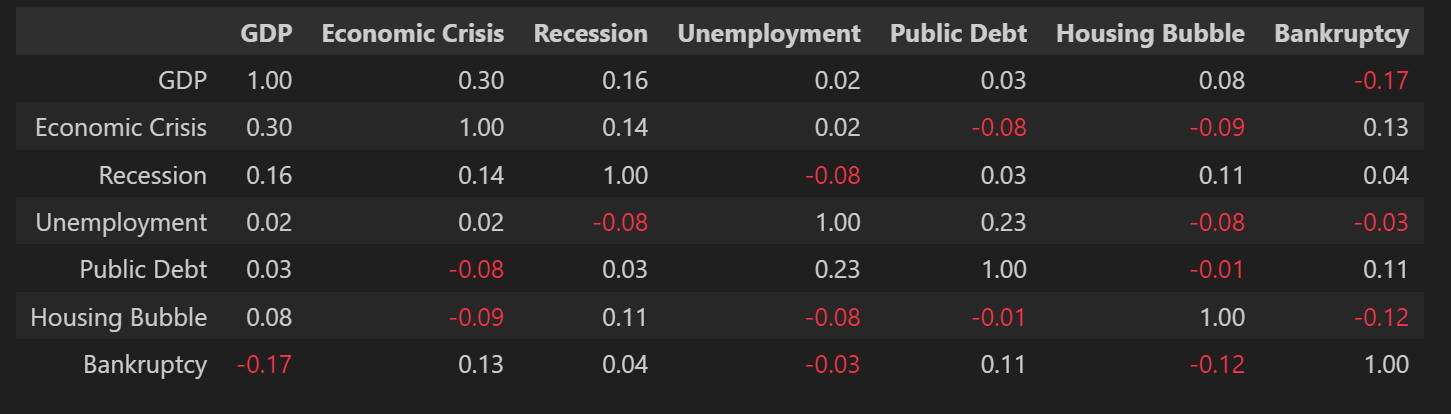 GDP Economic Crisis Recession Unemployment Public Debt Housing Bubble Bankruptcy
GDP 1.00 0.30 0.16 0.02 0.03 0.08 -0.17
Economic Crisis 0.30 1.00 0.14 0.02 -0.08 -0.09 0.13
Recession 0.16 0.14 1.00 -0.08 0.03 0.11 0.04
Unemployment 0.02 0.02 -0.08 1.00 0.23 -0.08 -0.03
Public Debt 0.03 -0.08 0.03 0.23 1.00 -0.01 0.11
Housing Bubble 0.08 -0.09 0.11 -0.08 -0.01 1.00 -0.12
Bankruptcy -0.17 0.13 0.04 -0.03 0.11 -0.12 1.00